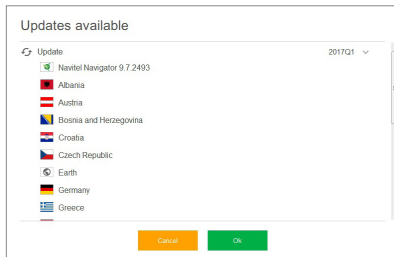 Updates available
Update 2017Q1
Navitel Navigator 9.7.2493
Albania
Austria
Bosnia and Herzegovina
Croatia
Czech Republic
Earth
Germany
Greece
Cancel Ok